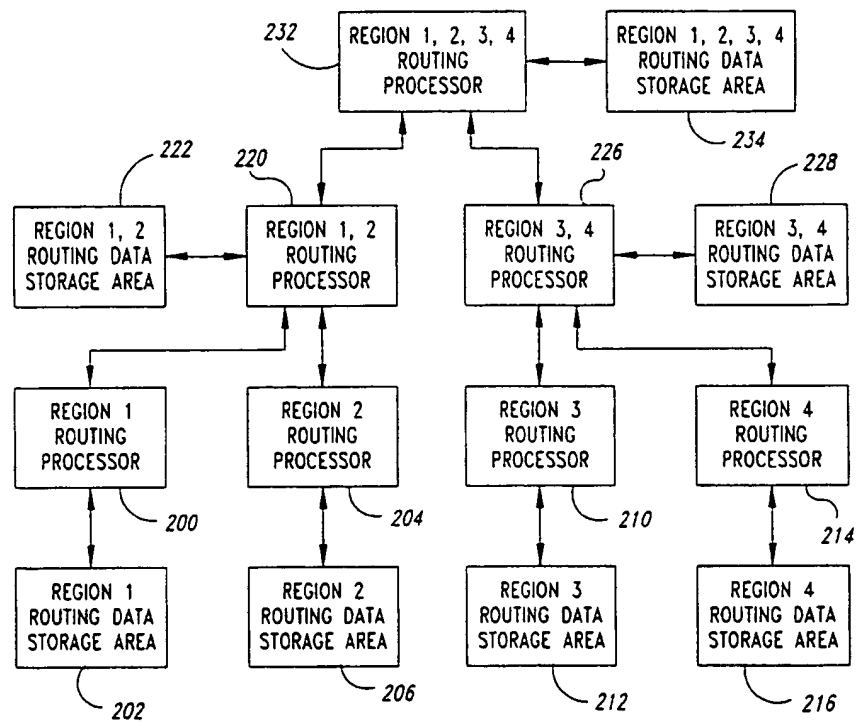 232
REGION 1, 2, 3, 4
ROUTING
PROCESSOR
REGION 1, 2, 3, 4
ROUTING DATA
STORAGE AREA
234
222
220
226
228
REGION 1, 2
ROUTING DATA
STORAGE AREA
REGION 1, 2
ROUTING
PROCESSOR
REGION 3, 4
ROUTING
PROCESSOR
REGION 3, 4
ROUTING DATA
STORAGE AREA
REGION 1
ROUTING
PROCESSOR
200
REGION 2
ROUTING
PROCESSOR
204
REGION 3
ROUTING
PROCESSOR
210
REGION 4
ROUTING
PROCESSOR
214
REGION 1
ROUTING DATA
STORAGE AREA
202
REGION 2
ROUTING DATA
STORAGE AREA
206
REGION 3
ROUTING DATA
STORAGE AREA
212
REGION 4
ROUTING DATA
STORAGE AREA
216